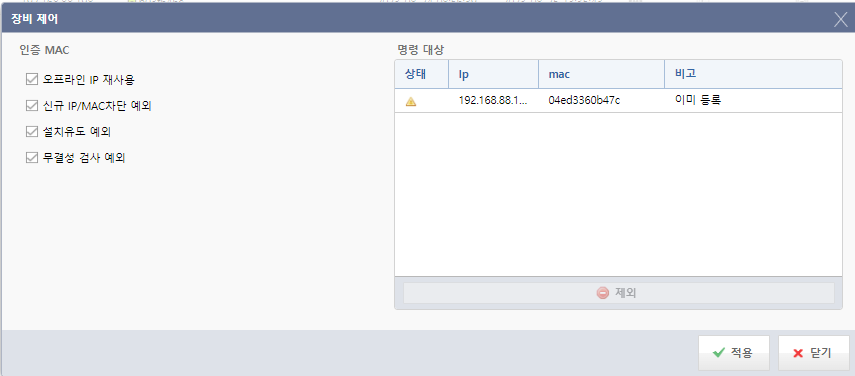 장비 제어
인증 MAC
오프라인 IP 재사용
신규 IP/MAC차단 예외
설치유도 예외
무결성 검사 예외
명령 대상
상태 Ip mac 비고
192.168.88.1... 04ed3360b47c 이미 등록
제외
적용 닫기